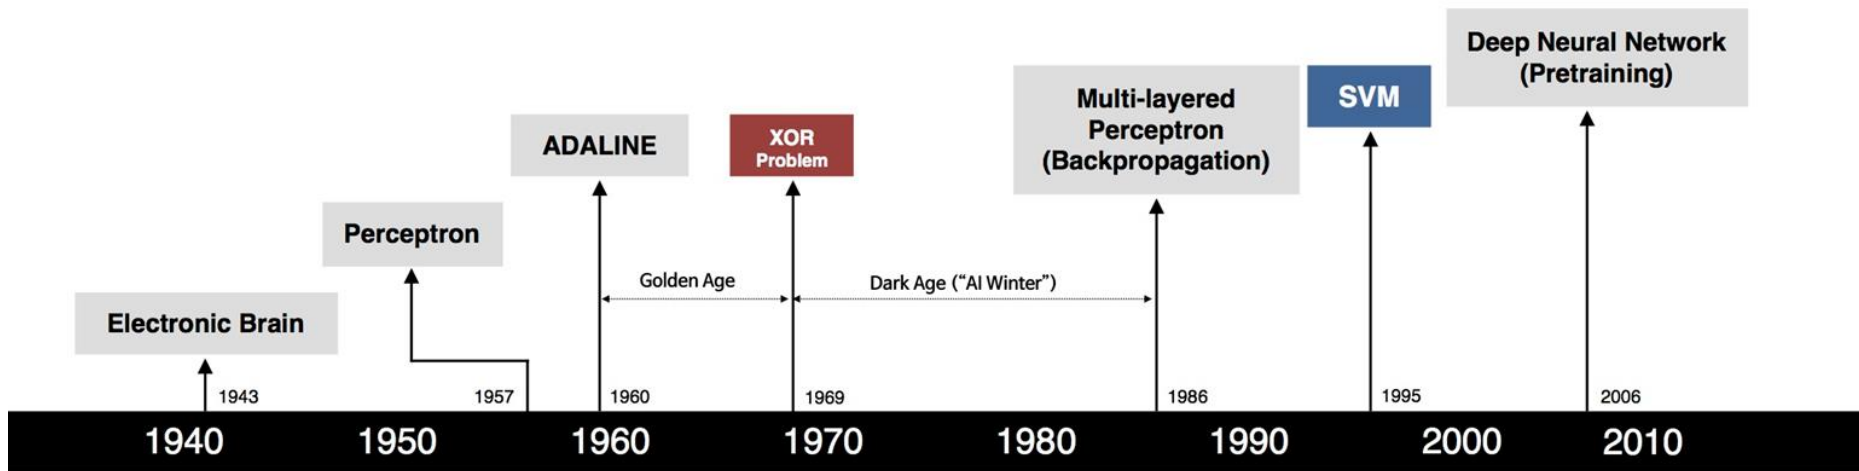 Deep Neural Network
(Pretraining)
Multi-layered
Perceptron
(Backpropagation)
SVM
ADALINE
XOR
Problem
Perceptron
Golden Age
Dark Age (“AI Winter”)
Electronic Brain
1943
1957
1960
1969
1986
1995
2006
1940
1950
1960
1970
1980
1990
2000
2010